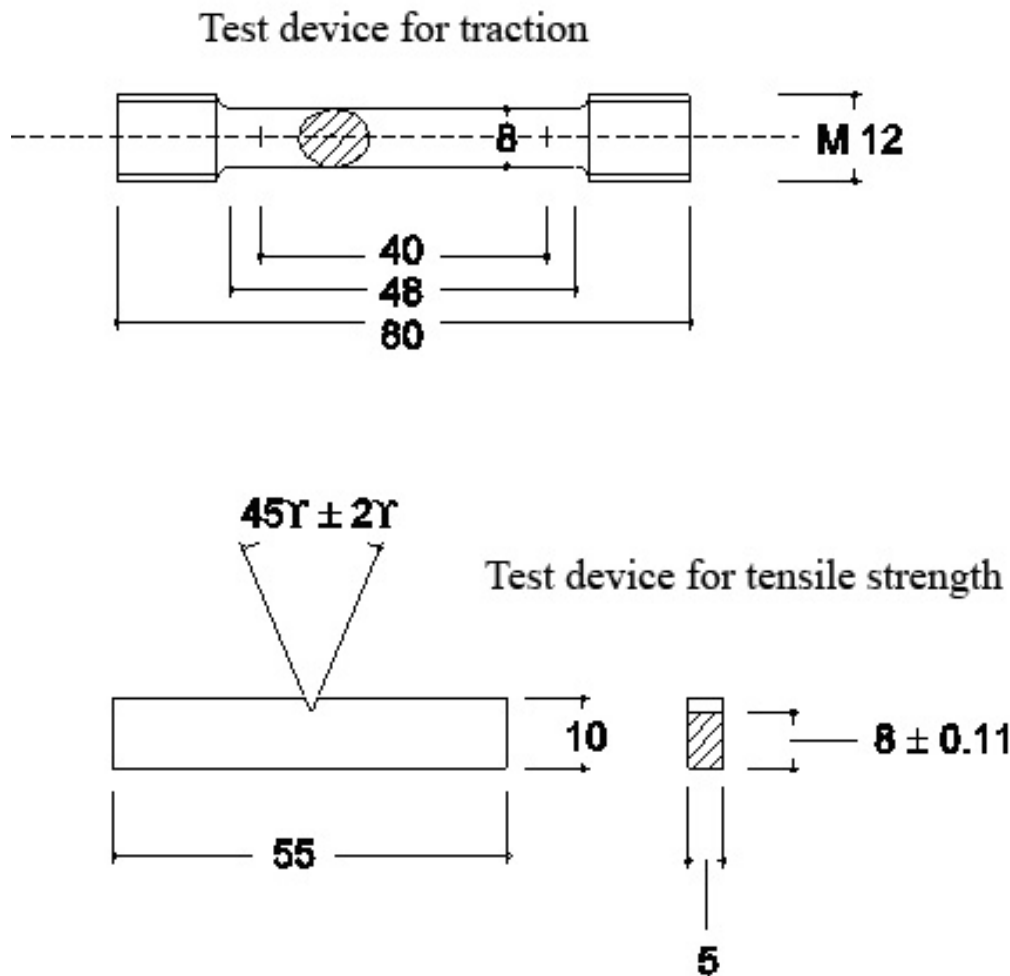 Test device for traction
8
M 12
40
48
80
45ϒ ± 2ϒ
Test device for tensile strength
10
8 ± 0.11
55
5